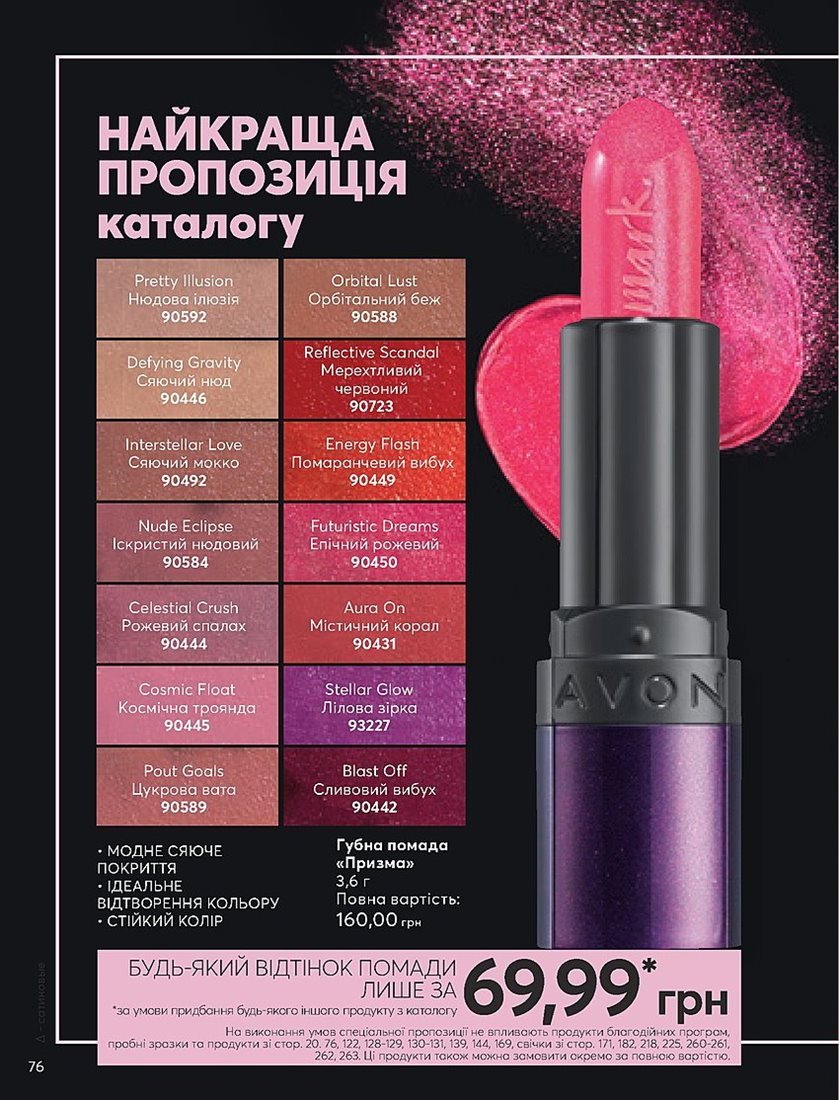 НАЙКРАЩА
ПРОПОЗИЦІЯ
каталогу
Pretty Illusion
Нюдова ілюзія
90592
Orbital Lust
Орбітальний беж
90588
Defying Gravity
Сяючий нюд
90446
Reflective Scandal
Мерехтливий
червоний
90723
Interstellar Love
Сяючий мокко
90492
Energy Flash
Помаранчевий вибух
90449
Nude Eclipse
Іскристий нюдовий
90584
Futuristic Dreams
Епічний рожевий
90450
Celestial Crush
Рожевий спалах
90444
Aura On
Містичний корал
90431
Cosmic Float
Космічна троянда
90445
Stellar Glow
Лілова зірка
93227
Pout Goals
Цукрова вата
90589
Blast Off
Сливовий вибух
90442
mark.
AVON
• МОДНЕ СЯЮЧЕ
ПОКРИТТЯ
• ІДЕАЛЬНЕ
ВІДТВОРЕННЯ КОЛЬОРУ
• СТІЙКИЙ КОЛІР
Губна помада
«Призма»
3,6 г
Повна вартість:
160,00 грн
БУДЬ-ЯКИЙ ВІДТІНОК ПОМАДИ
ЛИШЕ ЗА
69,99* грн
*за умови придбання будь-якого іншого продукту з каталогу
На виконання умов спеціальної пропозиції не впливають продукти благодійних програм,
пробні зразки та продукти зі стор. 20. 76, 122, 128-129, 130-131, 139, 144, 169, свічки зі стор. 171, 182, 218, 225, 260-261,
262, 263. Ці продукти також можна замовити окремо за повною вартістю.
Δ - сатиновые
76